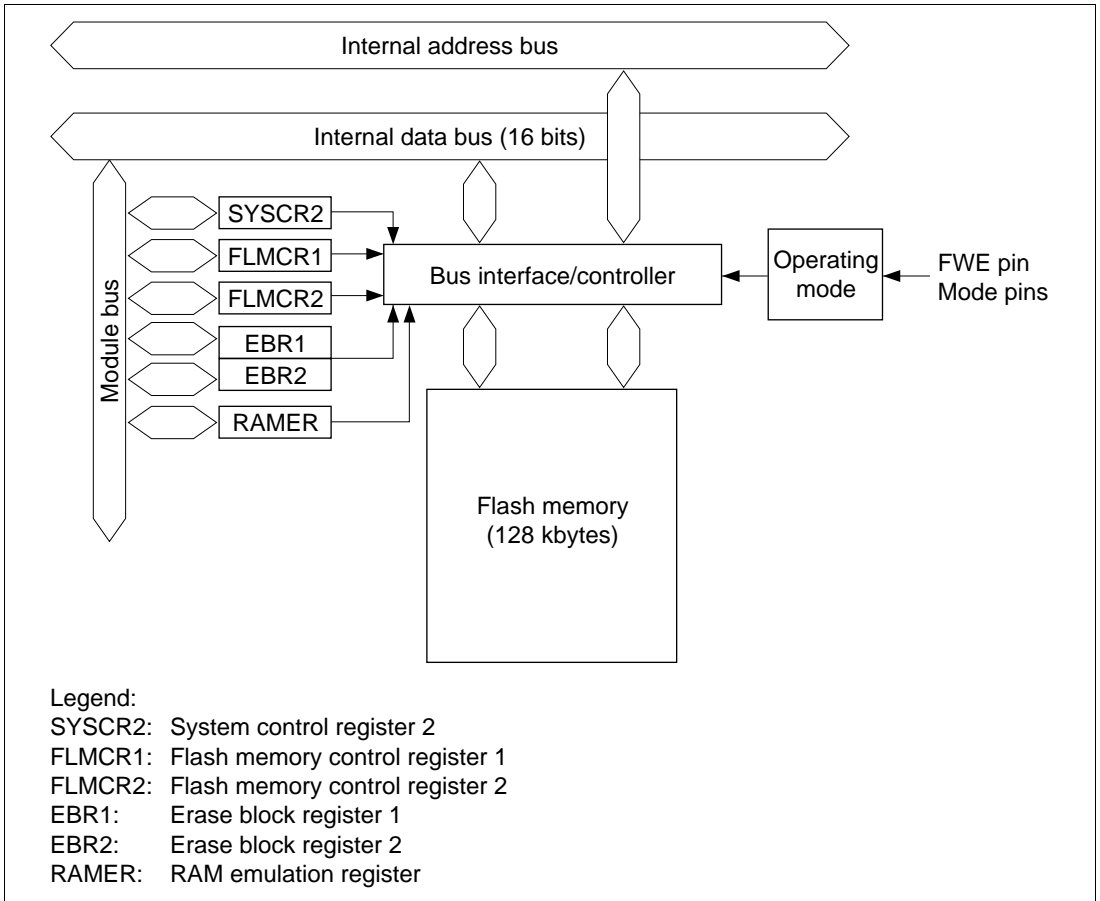 Internal address bus
Internal data bus (16 bits)
Module bus
SYSCR2
FLMCR1
FLMCR2
EBR1
EBR2
RAMER
Bus interface/controller
Operating
mode
FWE pin
Mode pins
Flash memory
(128 kbytes)
Legend:
SYSCR2: System control register 2
FLMCR1: Flash memory control register 1
FLMCR2: Flash memory control register 2
EBR1: Erase block register 1
EBR2: Erase block register 2
RAMER: RAM emulation register